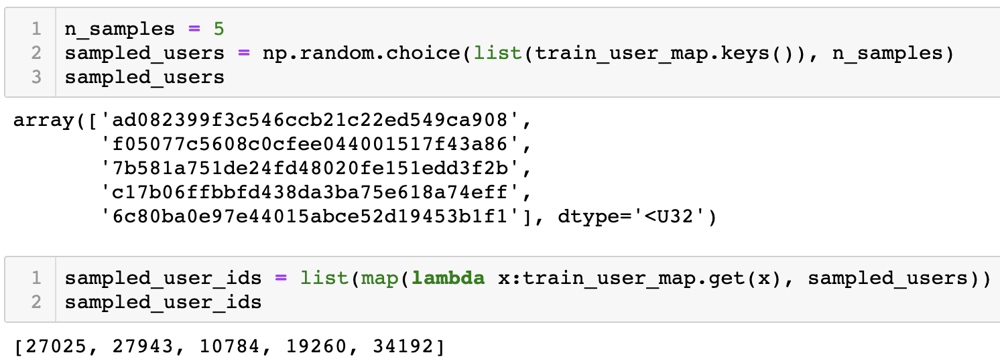 1 n_samples = 5
2 sampled_users = np.random.choice(list(train_user_map.keys()), n_samples)
3 sampled_users
array(['ad082399f3c546ccb21c22ed549ca908',
'f05077c5608c0cfee044001517f43a86',
'7b581a751de24fd48020fe151edd3f2b',
'c17b06ffbbfd438da3ba75e618a74eff',
'6c80ba0e97e44015abce52d19453b1f1'], dtype='<U32')
1 sampled_user_ids = list(map(lambda x:train_user_map.get(x), sampled_users))
2 sampled_user_ids
[27025, 27943, 10784, 19260, 34192]